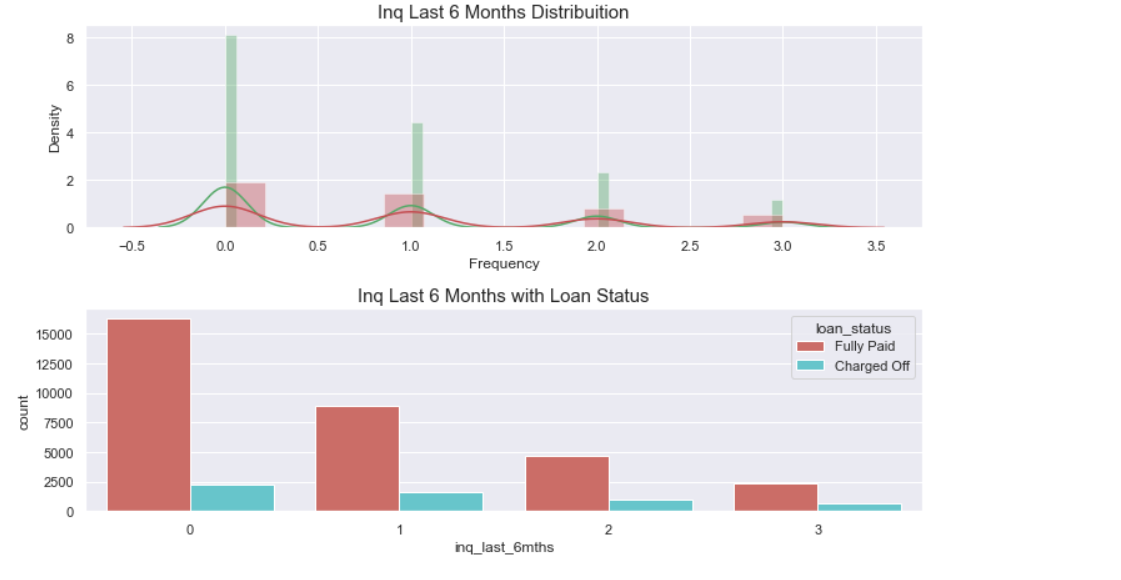 Inq Last 6 Months Distribuition
8
6
4
2
0
Density
−0.5 0.0 0.5 1.0 1.5 2.0 2.5 3.0 3.5
Frequency
Inq Last 6 Months with Loan Status
loan_status
Fully Paid
Charged Off
15000
12500
10000
7500
5000
2500
0
count
0 1 2 3
inq_last_6mths